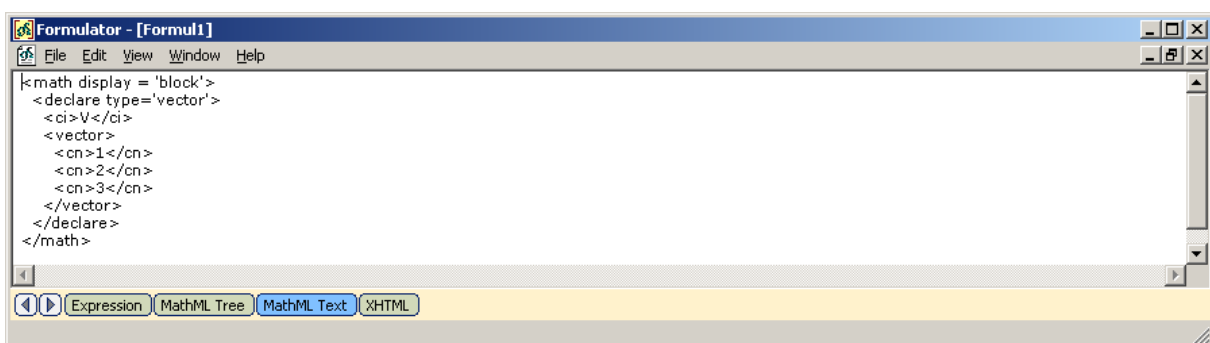 Formulator - [Formul1]
File Edit View Window Help
<math display = 'block'>
<declare type='vector'>
<ci>V</ci>
<vector>
<cn>1</cn>
<cn>2</cn>
<cn>3</cn>
</vector>
</declare>
</math>
Expression MathML Tree MathML Text XHTML